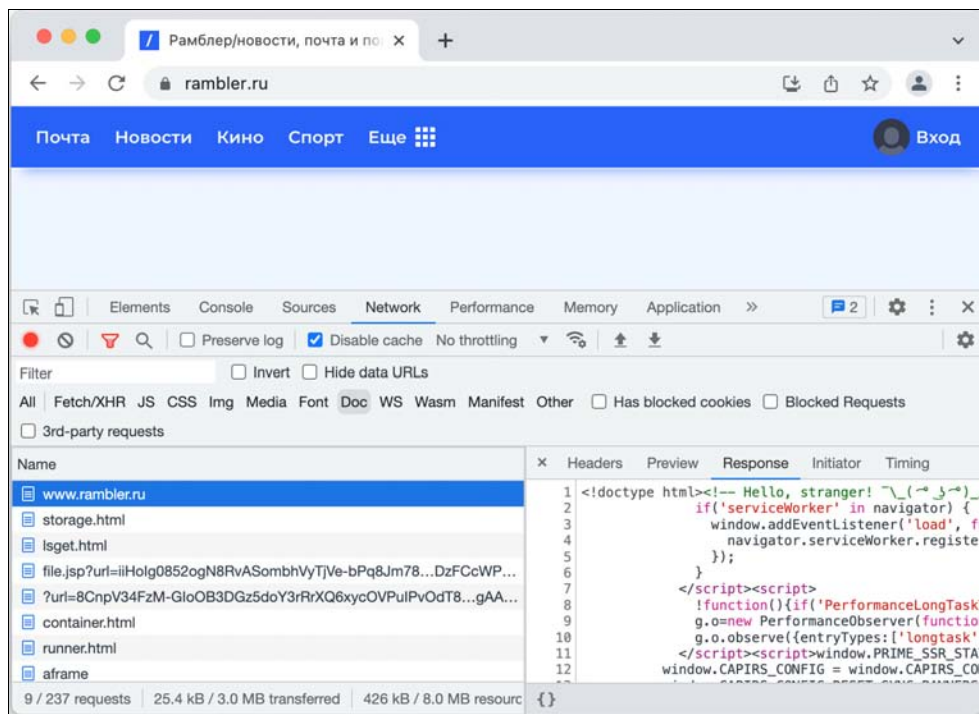 Рамблер/новости, почта и по
rambler.ru
Почта Новости Кино Спорт Еще Вход
Elements Console Sources Network Performance Memory Application » 2
Preserve log Disable cache No throttling
Filter Invert Hide data URLs
All Fetch/XHR JS CSS Img Media Font Doc WS Wasm Manifest Other Has blocked cookies Blocked Requests
3rd-party requests
Name
www.rambler.ru
storage.html
lsget.html
file.jsp?url=iiHolg0852ogN8RvASombhVyTjVe-bPq8Jm78...DzFCcWP...
?url=8CnpV34FzM-GIoOB3DGz5doY3rRrXQ6xycOVPuIPvOdT8...gAA...
container.html
runner.html
aframe
9 / 237 requests 25.4 kB / 3.0 MB transferred 426 kB / 8.0 MB resourc
Headers Preview Response Initiator Timing
1 <!doctype html><!-- Hello, stranger! ¯\_( ͡° ͜ʖ ͡°)_
2 if('serviceWorker' in navigator) {
3 window.addEventListener('load', f
4 navigator.serviceWorker.registe
5 });
6 }
7 </script><script>
8 !function(){if('PerformanceLongTask
9 g.o=new PerformanceObserver(functio
10 g.o.observe({entryTypes:['longtask'
11 </script><script>window.PRIME_SSR_STA
12 window.CAPIRS_CONFIG = window.CAPIRS_CO
{}